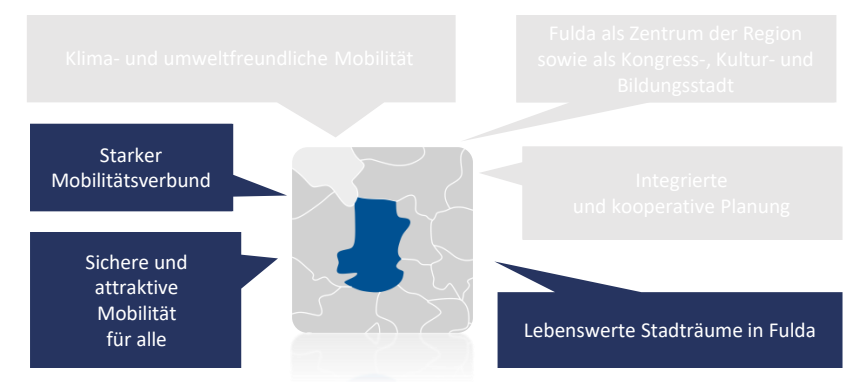 Klima- und umweltfreundliche Mobilität
Fulda als Zentrum der Region
sowie als Kongress-, Kultur- und
Bildungsstadt
Starker
Mobilitätsverbund
Integrierte
und kooperative Planung
Sichere und
attraktive
Mobilität
für alle
Lebenswerte Stadträume in Fulda